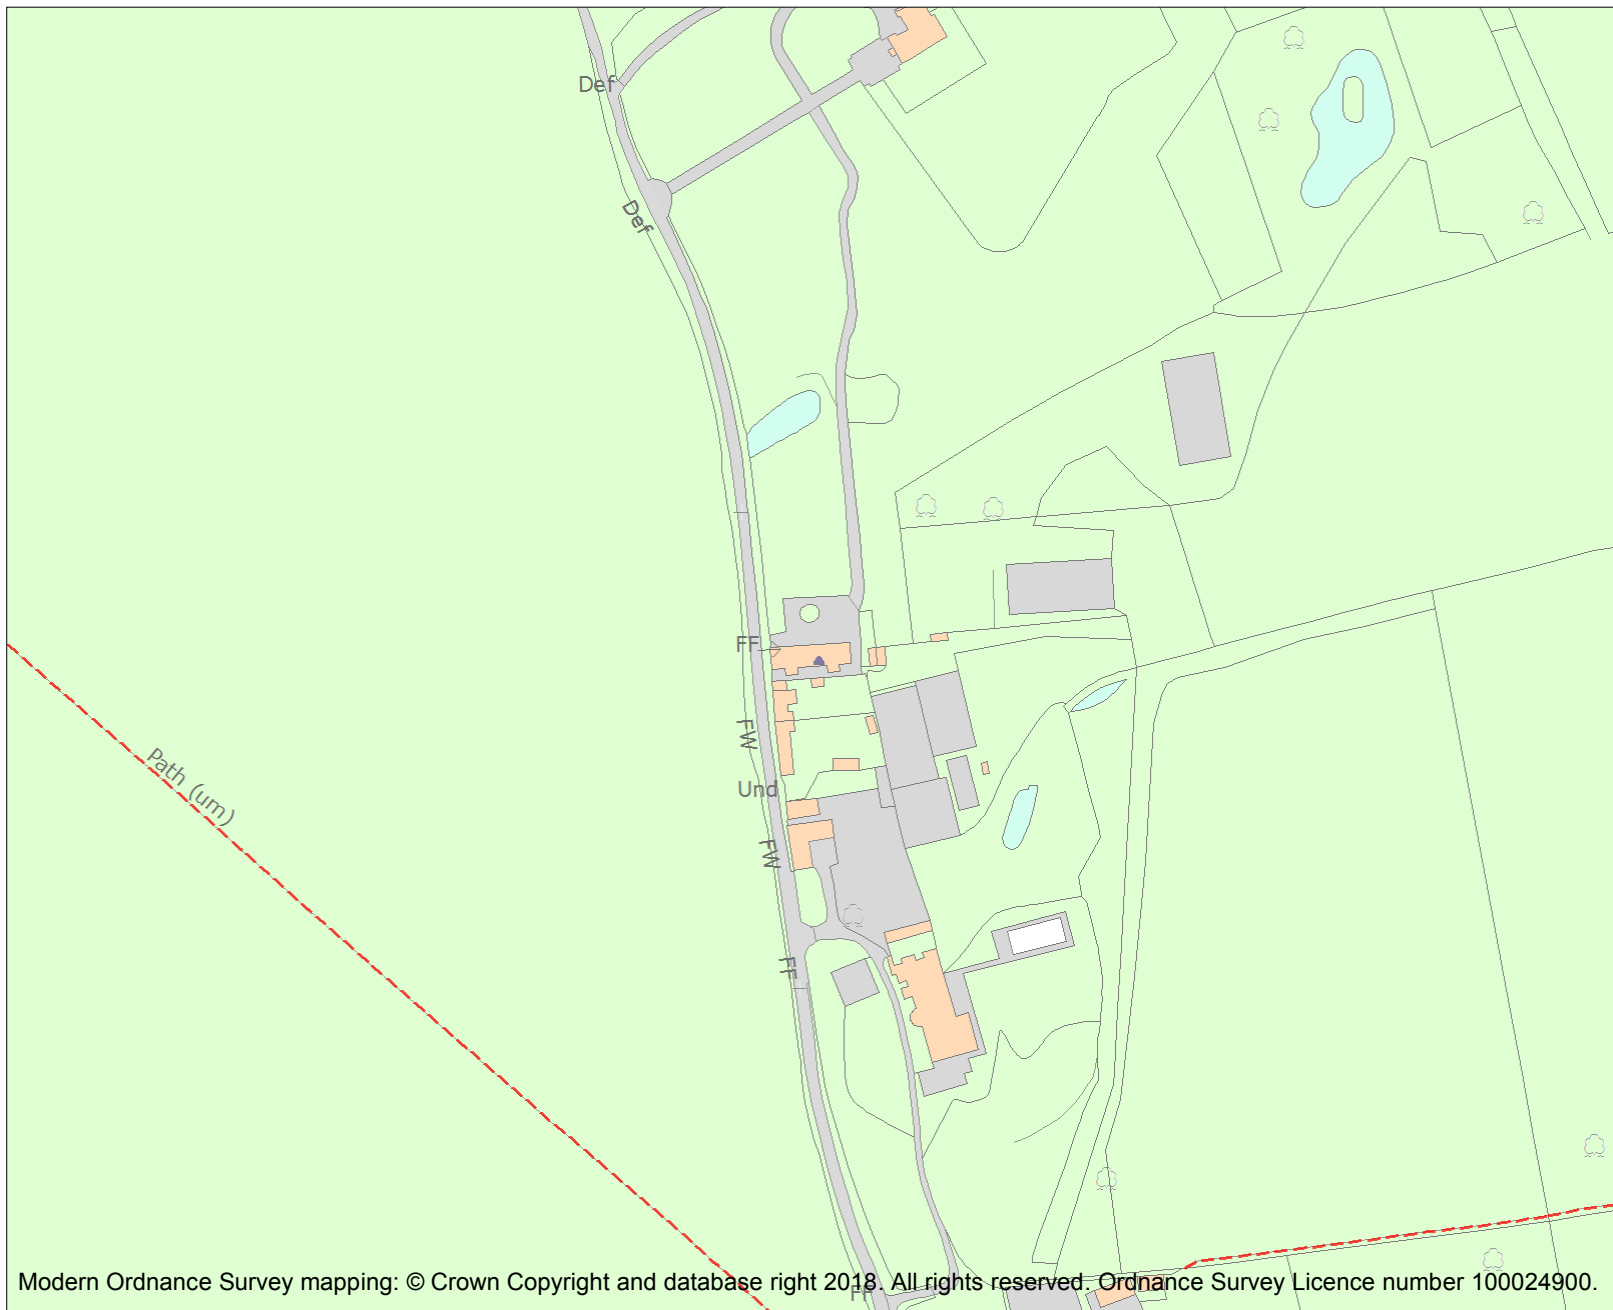 Def
Def
FF
FW
Path (um)
Und
FW
FF
FF
Modern Ordnance Survey mapping: © Crown Copyright and database right 2018. All rights reserved. Ordnance Survey Licence number 100024900.